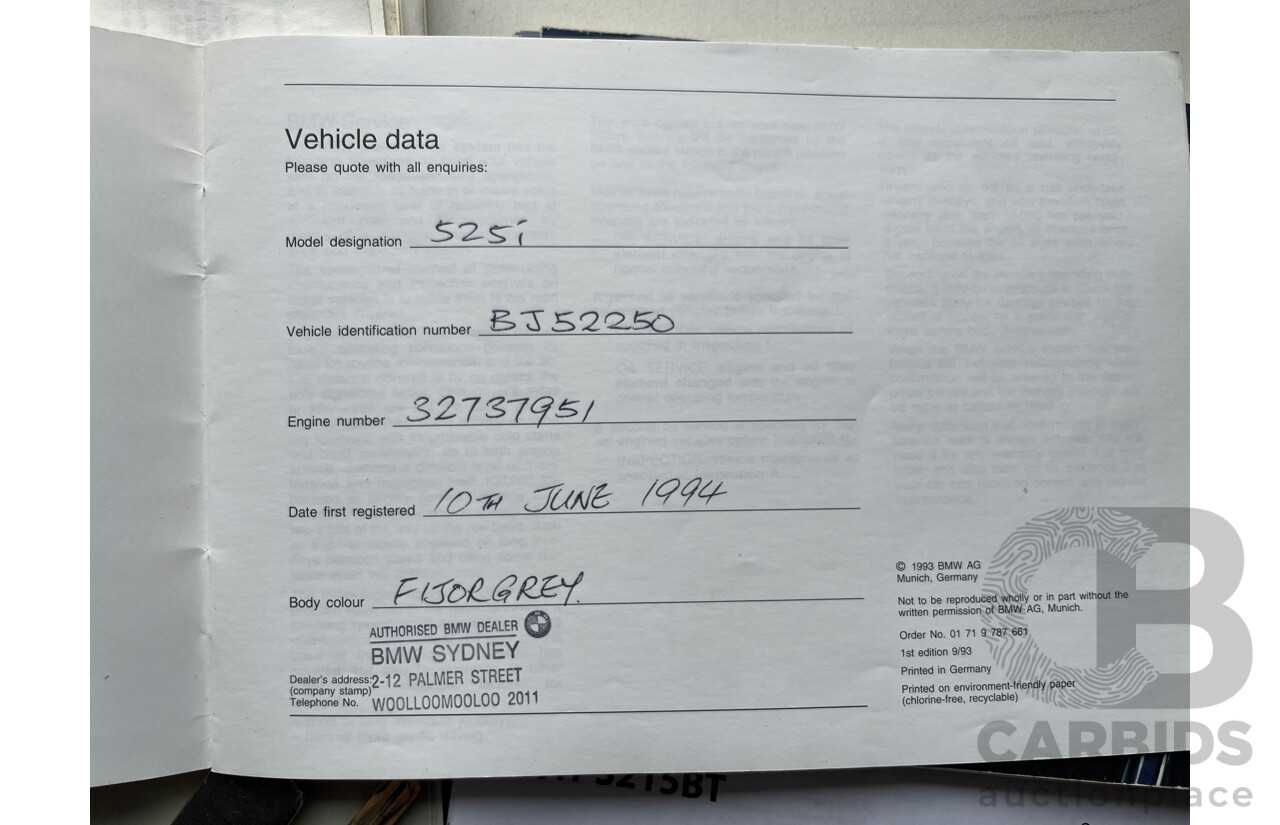 Vehicle data
Please quote with all enquiries:
Model designation 525i
Vehicle identification number BJ52250
Engine number 32737951
Date first registered 10TH JUNE 1994
Body colour FIJORGREY.
AUTHORISED BMW DEALER
BMW SYDNEY
Dealer's address: 2-12 PALMER STREET
(company stamp)
Telephone No. WOOLLOOMOOLOO 2011
© 1993 BMW AG
Munich, Germany
Not to be reproduced wholly or in part without the
written permission of BMW AG, Munich.
Order No. 01 71 9 787 661
1st edition 9/93
Printed in Germany
Printed on environment-friendly paper
(chlorine-free, recyclable)
CARBIDS
auctionplace